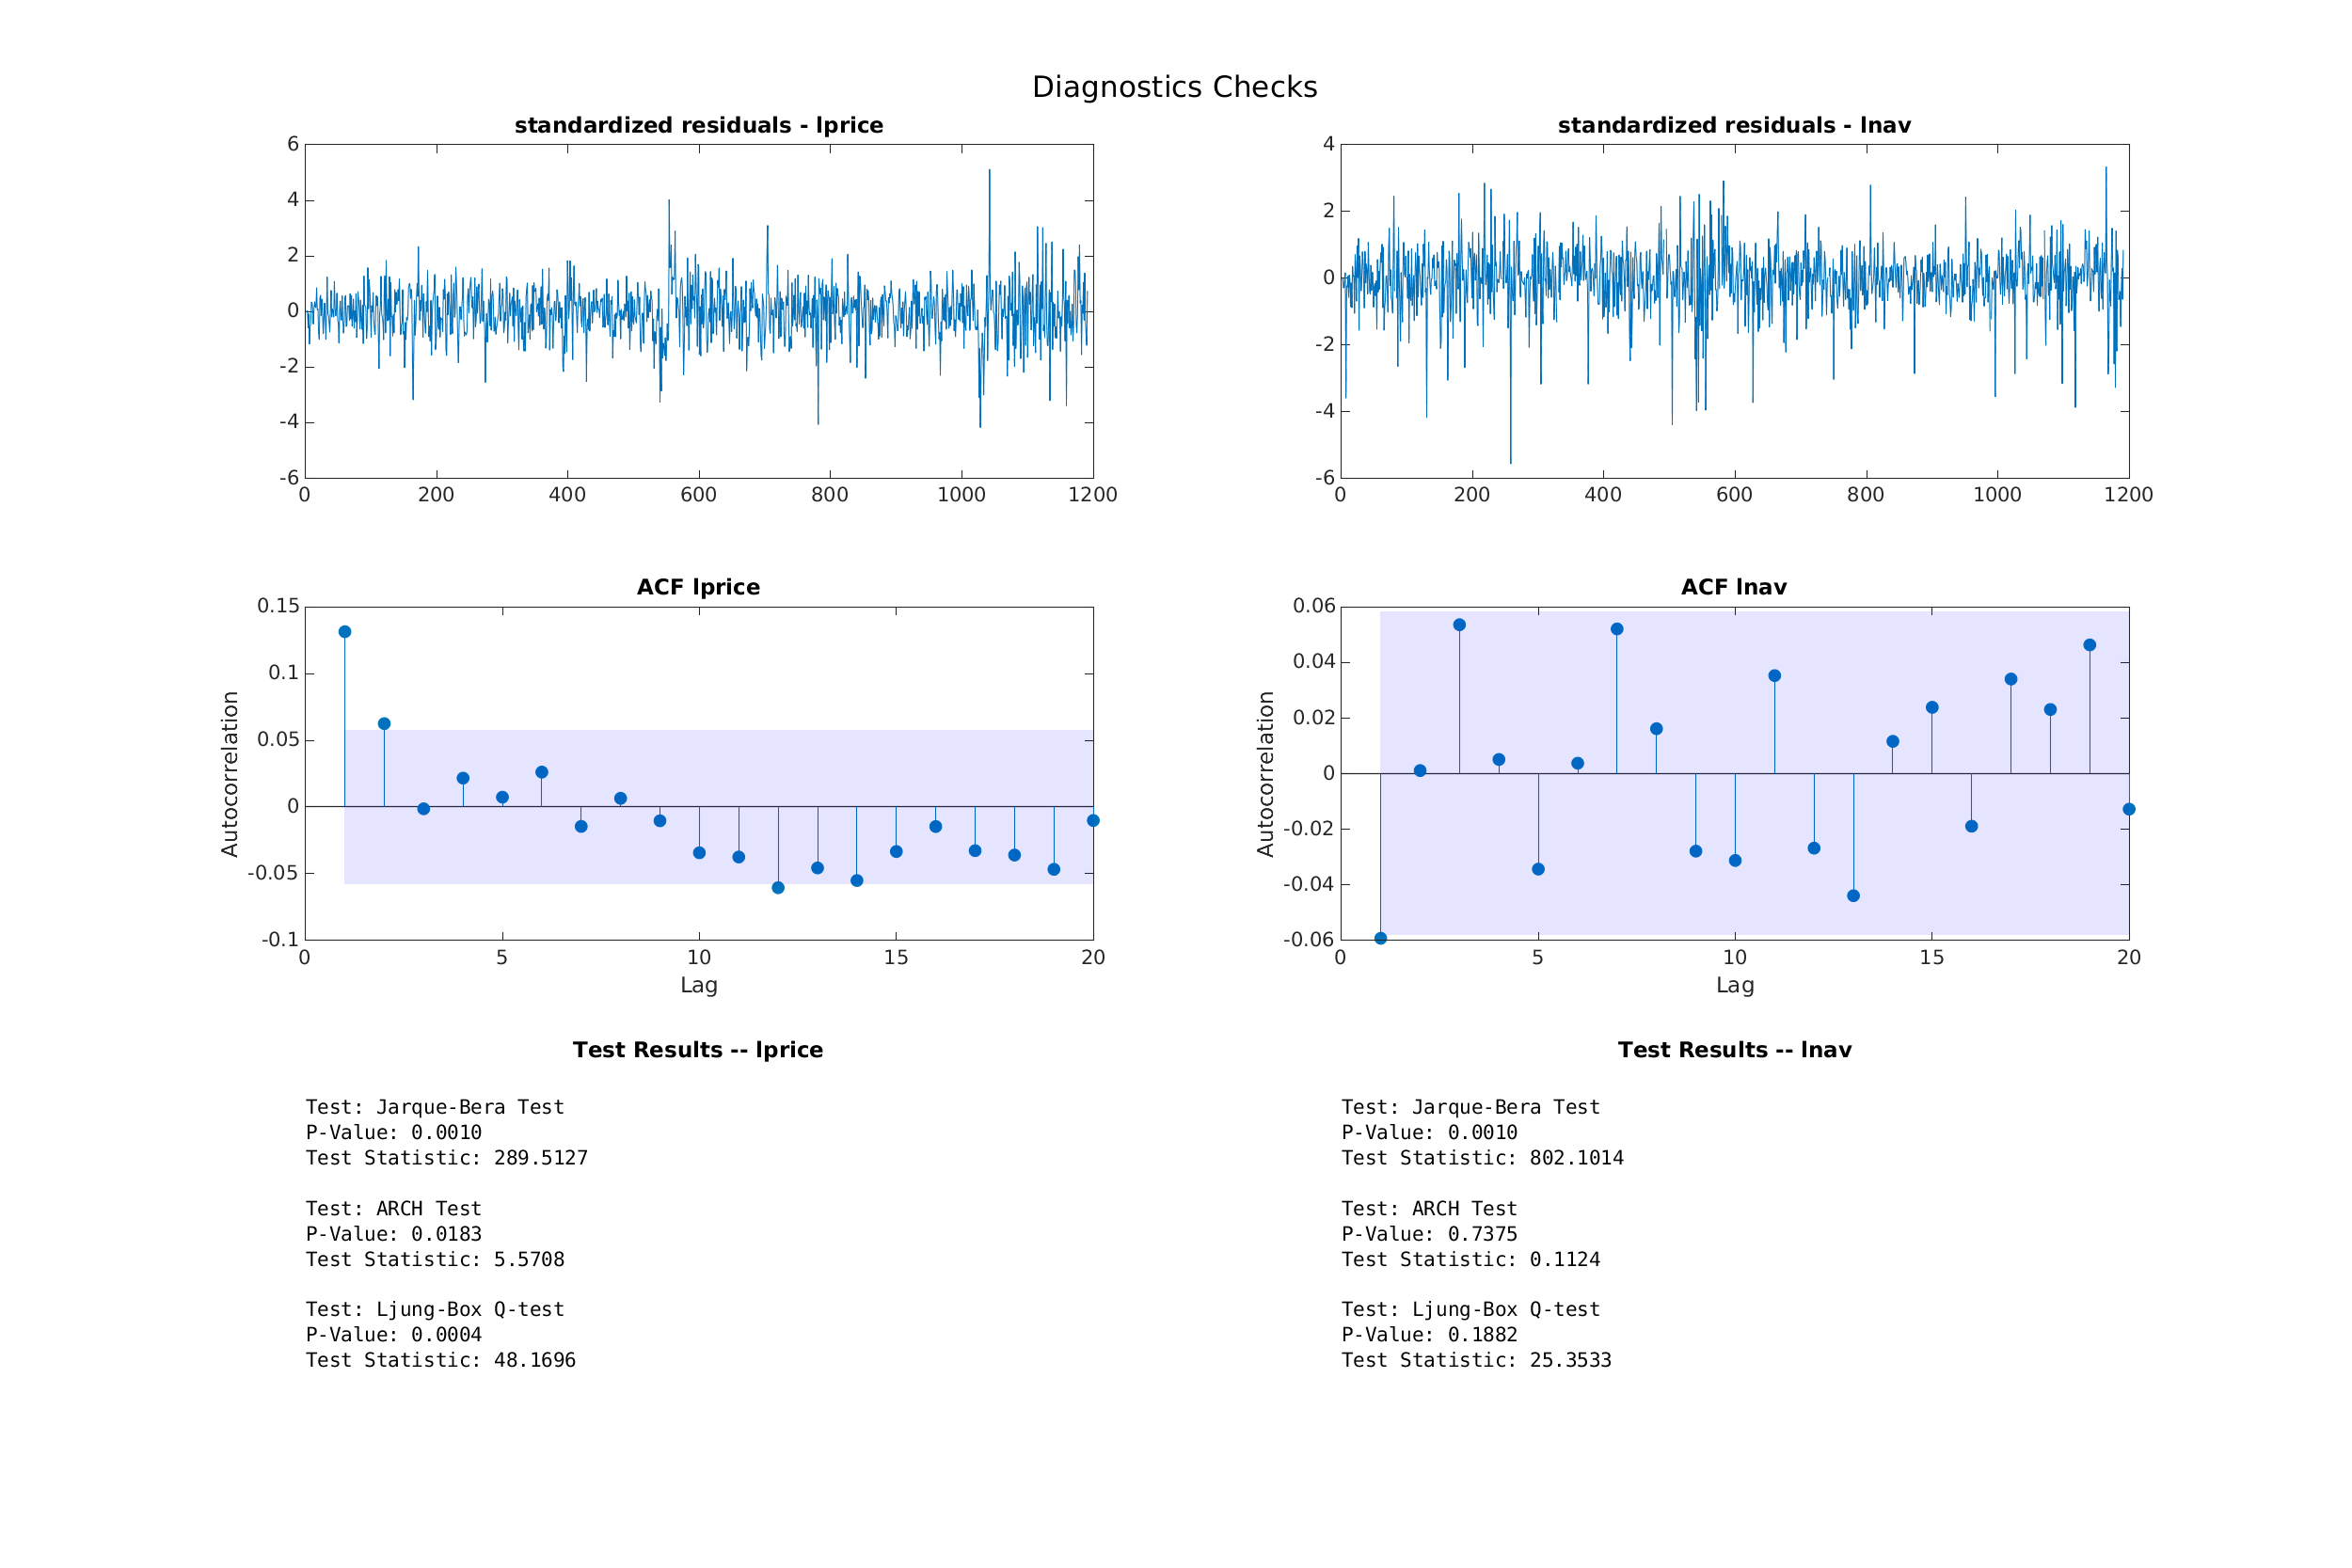 Diagnostics Checks
standardized residuals - lprice
6
4
2
0
-2
-4
-6
0 200 400 600 800 1000 1200
standardized residuals - lnav
4
2
0
-2
-4
-6
0 200 400 600 800 1000 1200
ACF lprice
0.15
0.1
0.05
0
-0.05
-0.1
Autocorrelation
0 5 10 15 20
Lag
ACF lnav
0.06
0.04
0.02
0
-0.02
-0.04
-0.06
Autocorrelation
0 5 10 15 20
Lag
Test Results -- lprice
Test: Jarque-Bera Test
P-Value: 0.0010
Test Statistic: 289.5127
Test: ARCH Test
P-Value: 0.0183
Test Statistic: 5.5708
Test: Ljung-Box Q-test
P-Value: 0.0004
Test Statistic: 48.1696
Test Results -- lnav
Test: Jarque-Bera Test
P-Value: 0.0010
Test Statistic: 802.1014
Test: ARCH Test
P-Value: 0.7375
Test Statistic: 0.1124
Test: Ljung-Box Q-test
P-Value: 0.1882
Test Statistic: 25.3533